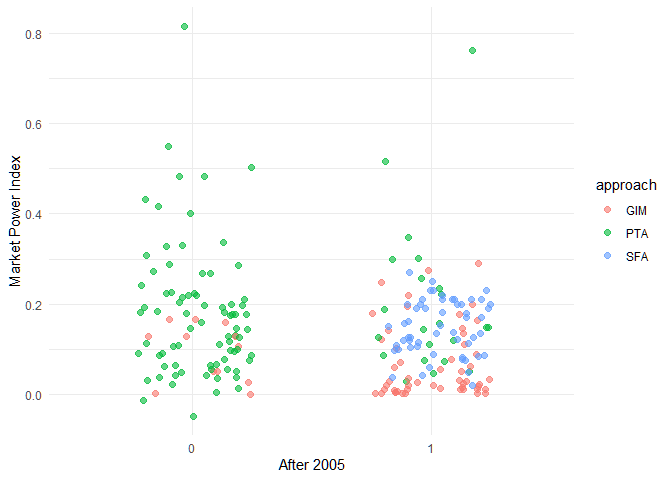 0.8
0.6
0.4
0.2
0.0
Market Power Index
0
1
After 2005
approach
GIM
PTA
SFA